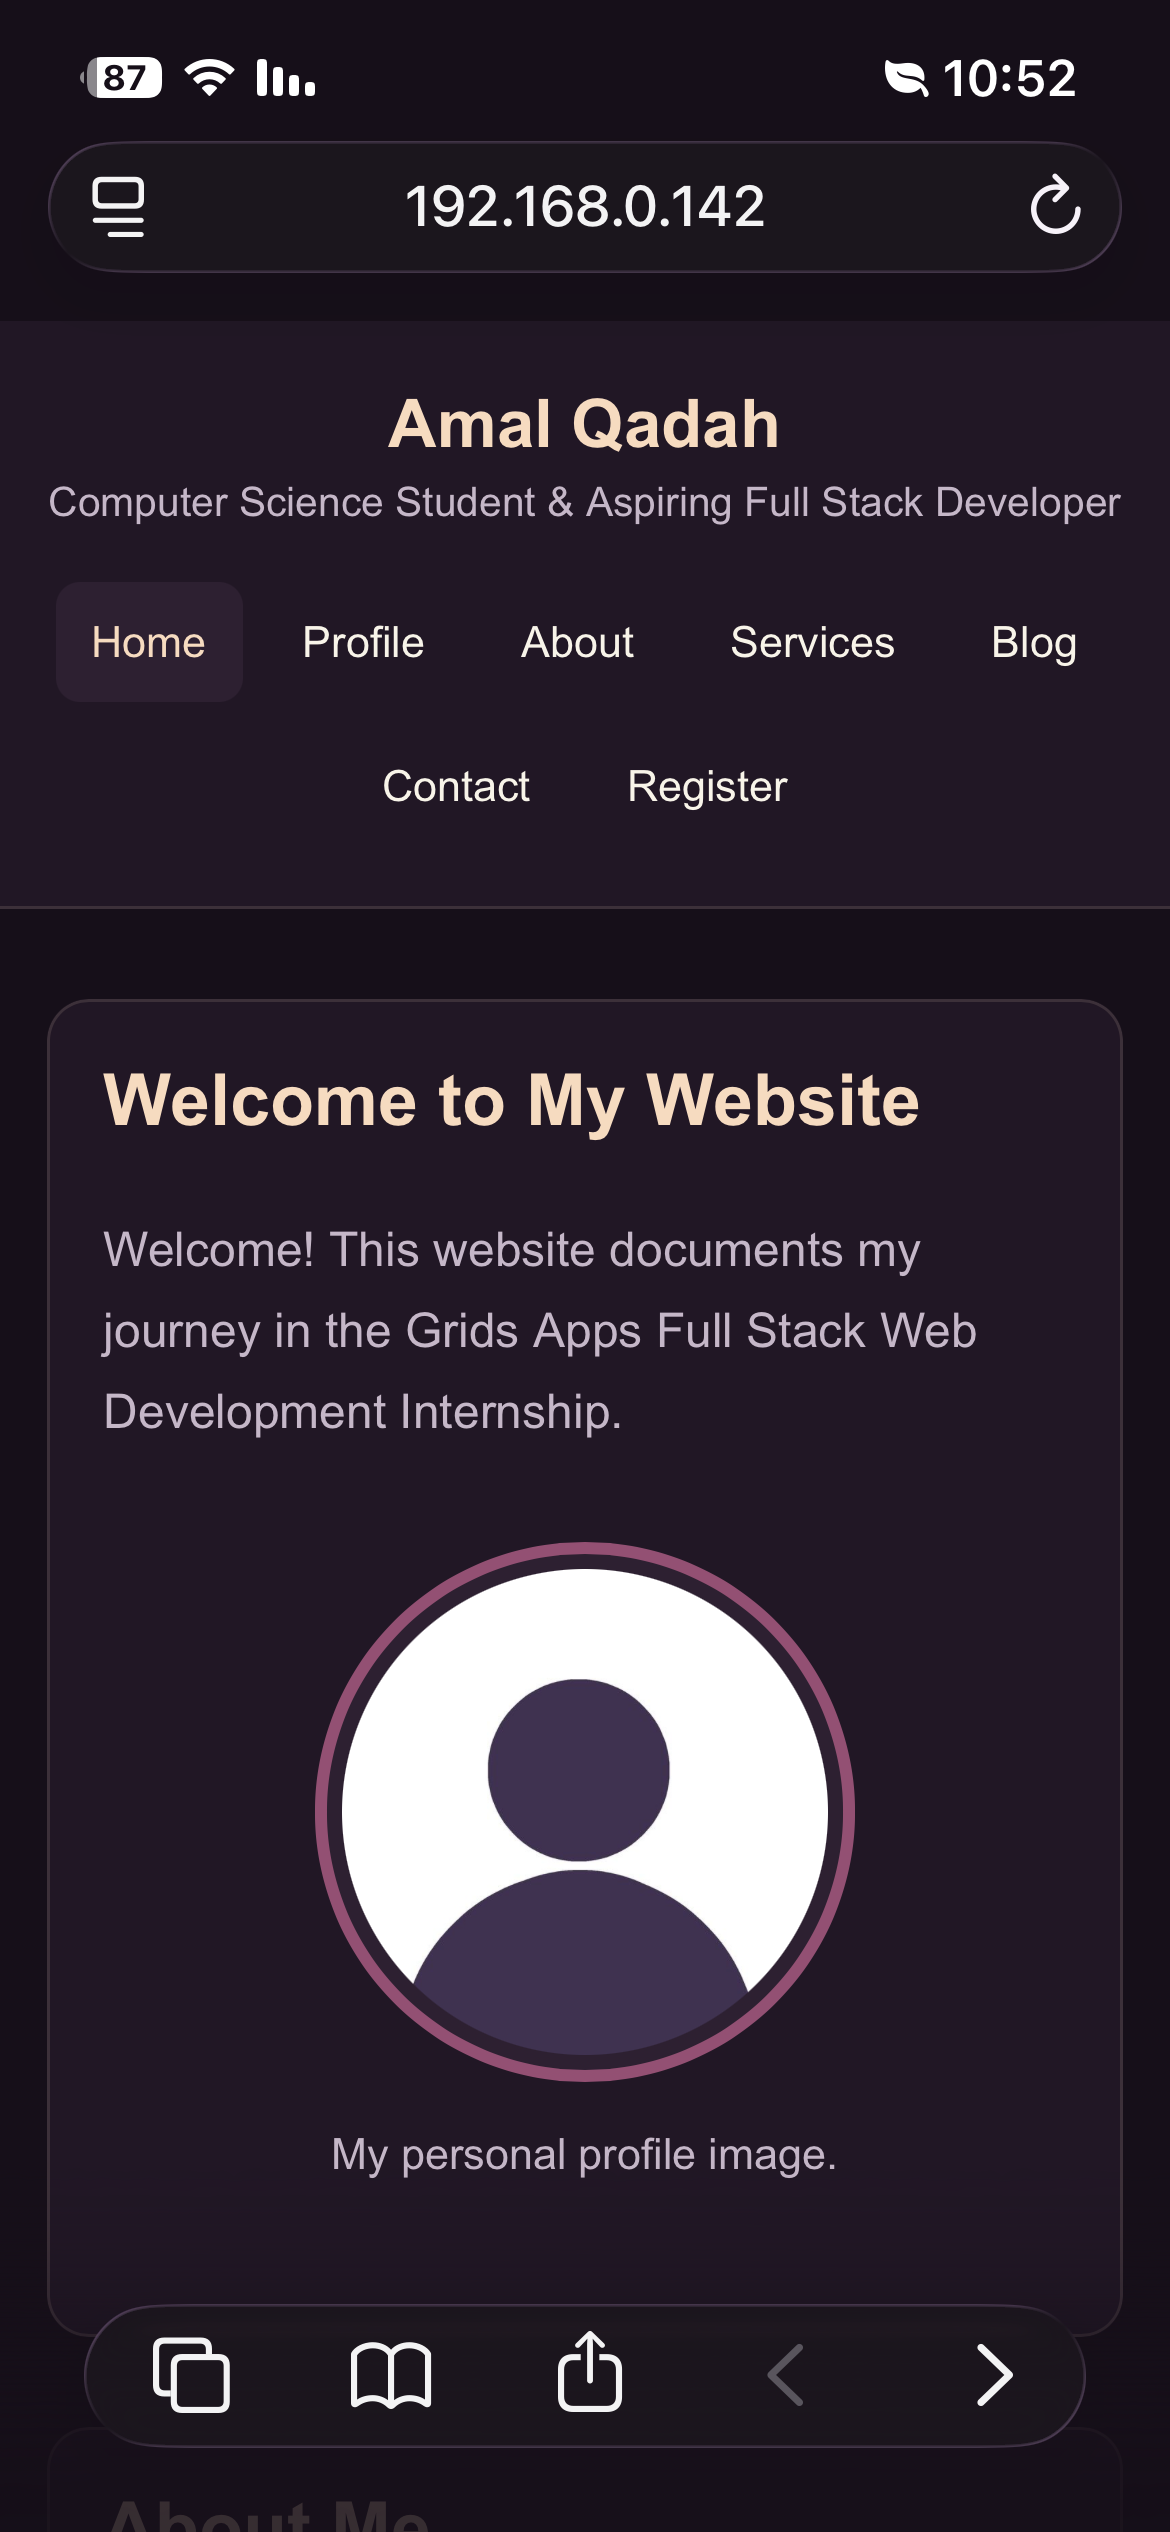 87
10:52
192.168.0.142
Amal Qadah
Computer Science Student & Aspiring Full Stack Developer
Home Profile About Services Blog
Contact Register
Welcome to My Website
Welcome! This website documents my
journey in the Grids Apps Full Stack Web
Development Internship.
My personal profile image.
About Me